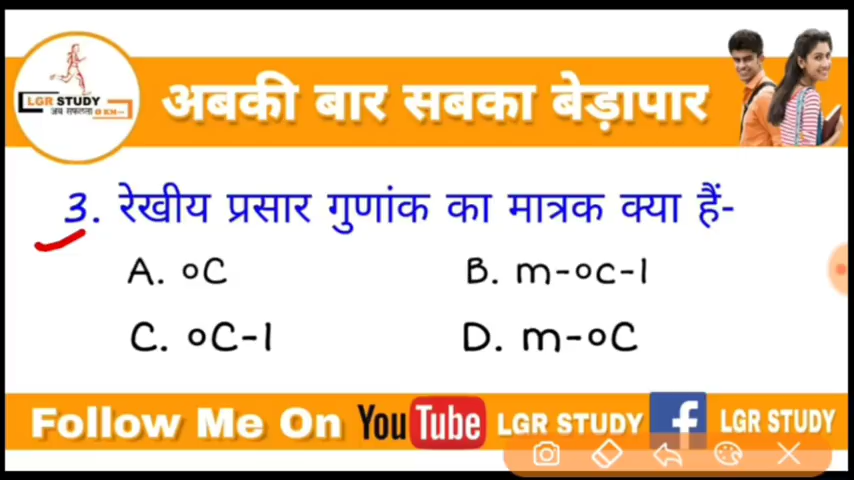 LGR STUDY
अब सफलता 0 KM--
अबकी बार सबका बेड़ापार
3. रेखीय प्रसार गुणांक का मात्रक क्या हैं-
A. oC
B. m-oc-1
C. oC-1
D. m-oC
Follow Me On YouTube LGR STUDY f LGR STUDY